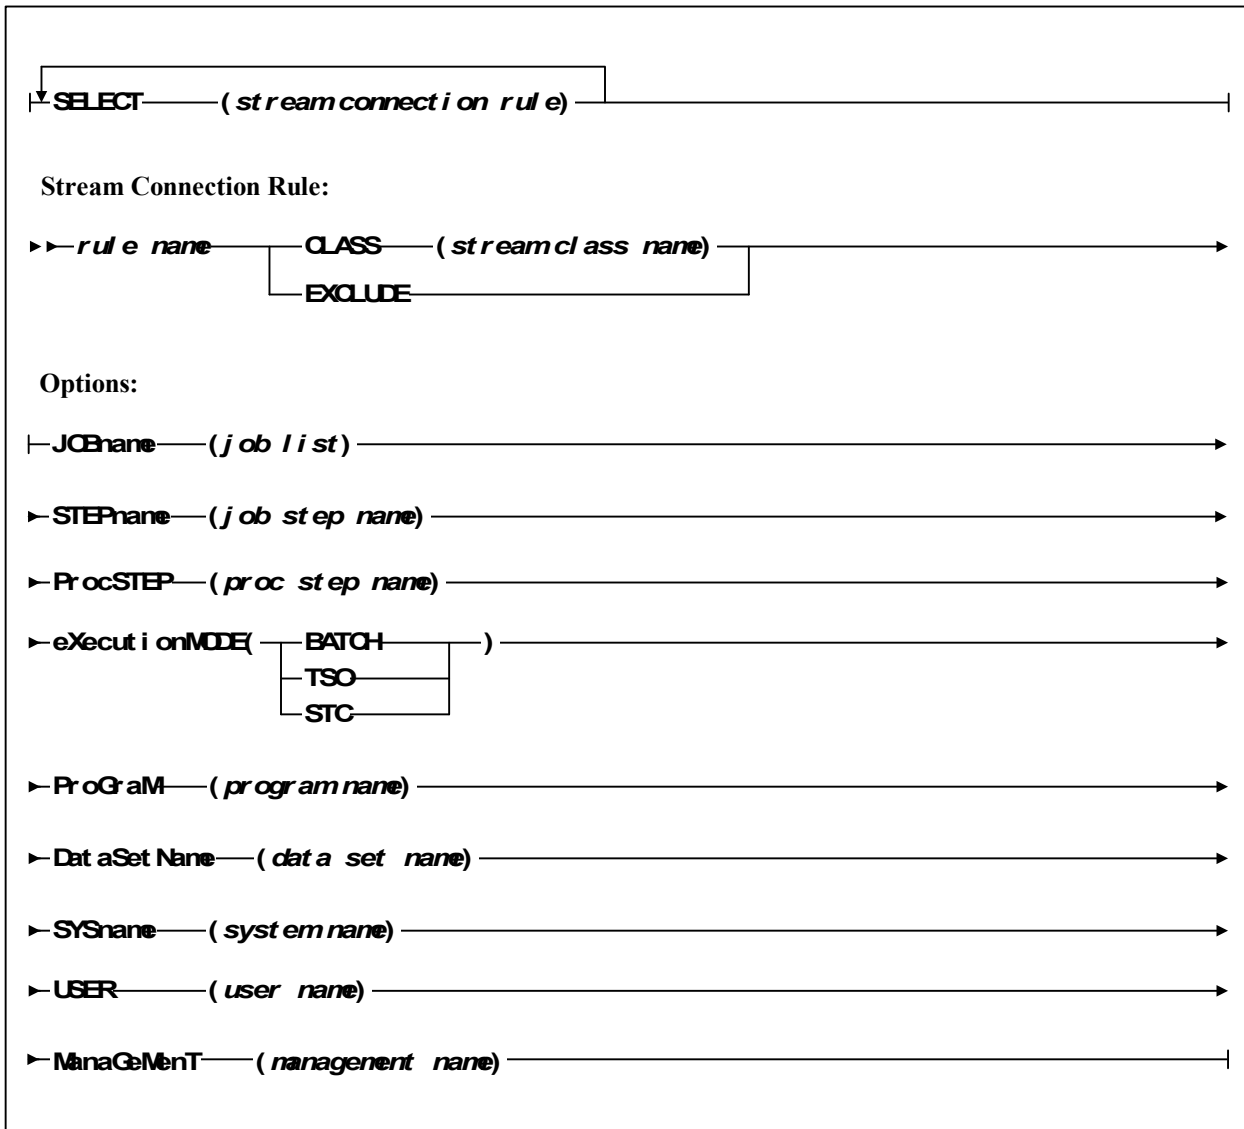 SELECT (stream connection rule)
Stream Connection Rule:
rule name CLASS (stream class name)
EXCLUDE
Options:
JOBname (job list)
STEPname (job step name)
ProcSTEP (proc step name)
eXecutionMODE( BATCH )
TSO
STC
ProGraM (program name)
DataSetName (data set name)
SYSname (system name)
USER (user name)
ManaGeMenT (management name)